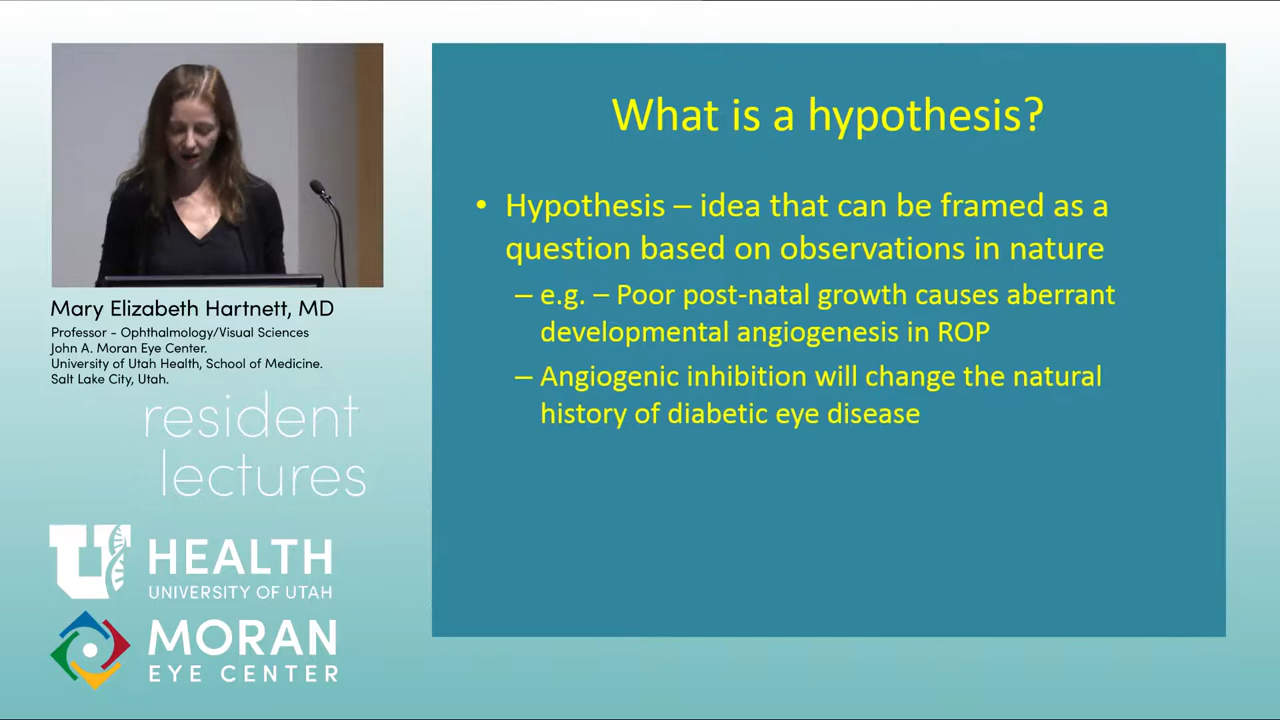 What is a hypothesis?
• Hypothesis – idea that can be framed as a
question based on observations in nature
– e.g. – Poor post-natal growth causes aberrant
developmental angiogenesis in ROP
– Angiogenic inhibition will change the natural
history of diabetic eye disease
Mary Elizabeth Hartnett, MD
Professor - Ophthalmology/Visual Sciences
John A. Moran Eye Center.
University of Utah Health, School of Medicine.
Salt Lake City, Utah.
resident
lectures
U HEALTH
UNIVERSITY OF UTAH
MORAN
EYE CENTER